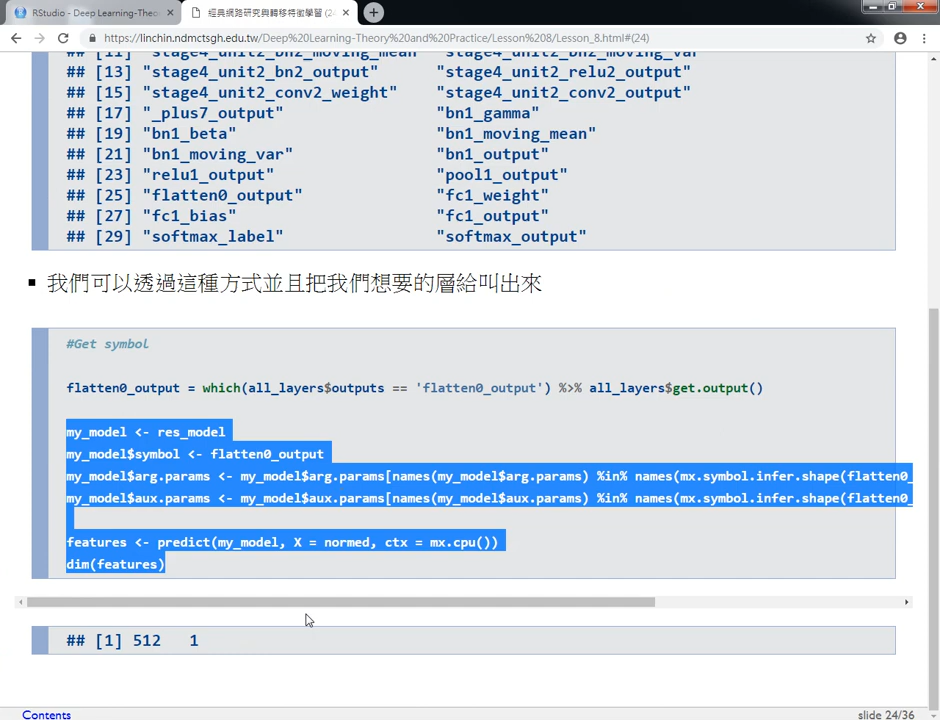 RStudio - Deep Learning-Theo
經典網路研究與轉移特徵學習 (24
https://linchin.ndmctsgh.edu.tw/Deep%20Learning-Theory%20and%20Practice/Lesson%208/Lesson_8.html#(24)
## [11] "stage4_unit2_bn2_moving_mean" "stage4_unit2_bn2_moving_var"
## [13] "stage4_unit2_bn2_output" "stage4_unit2_relu2_output"
## [15] "stage4_unit2_conv2_weight" "stage4_unit2_conv2_output"
## [17] "_plus7_output" "bn1_gamma"
## [19] "bn1_beta" "bn1_moving_mean"
## [21] "bn1_moving_var" "bn1_output"
## [23] "relu1_output" "pool1_output"
## [25] "flatten0_output" "fc1_weight"
## [27] "fc1_bias" "fc1_output"
## [29] "softmax_label" "softmax_output"
▪ 我們可以透過這種方式並且把我們想要的層給叫出來
#Get symbol
flatten0_output = which(all_layers$outputs == 'flatten0_output') %>% all_layers$get.output()
my_model <- res_model
my_model$symbol <- flatten0_output
my_model$arg.params <- my_model$arg.params[names(my_model$arg.params) %in% names(mx.symbol.infer.shape(flatten0_
my_model$aux.params <- my_model$aux.params[names(my_model$aux.params) %in% names(mx.symbol.infer.shape(flatten0_
features <- predict(my_model, X = normed, ctx = mx.cpu())
dim(features)
## [1] 512 1
Contents
slide 24/36